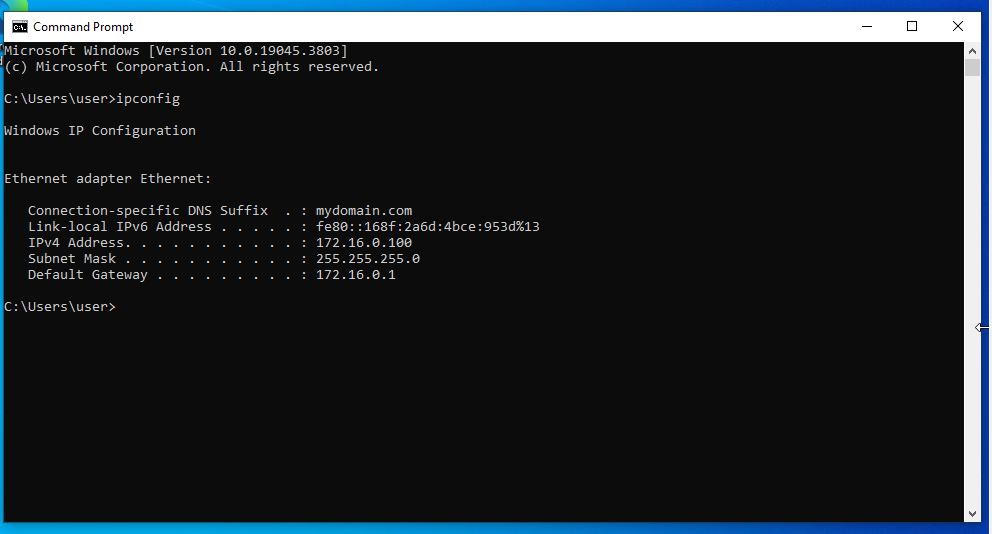 Command Prompt
Microsoft Windows [Version 10.0.19045.3803]
(c) Microsoft Corporation. All rights reserved.
C:\Users\user>ipconfig
Windows IP Configuration
Ethernet adapter Ethernet:
Connection-specific DNS Suffix  . : mydomain.com
Link-local IPv6 Address . . . . . : fe80::168f:2a6d:4bce:953d%13
IPv4 Address. . . . . . . . . . . : 172.16.0.100
Subnet Mask . . . . . . . . . . . : 255.255.255.0
Default Gateway . . . . . . . . . : 172.16.0.1
C:\Users\user>